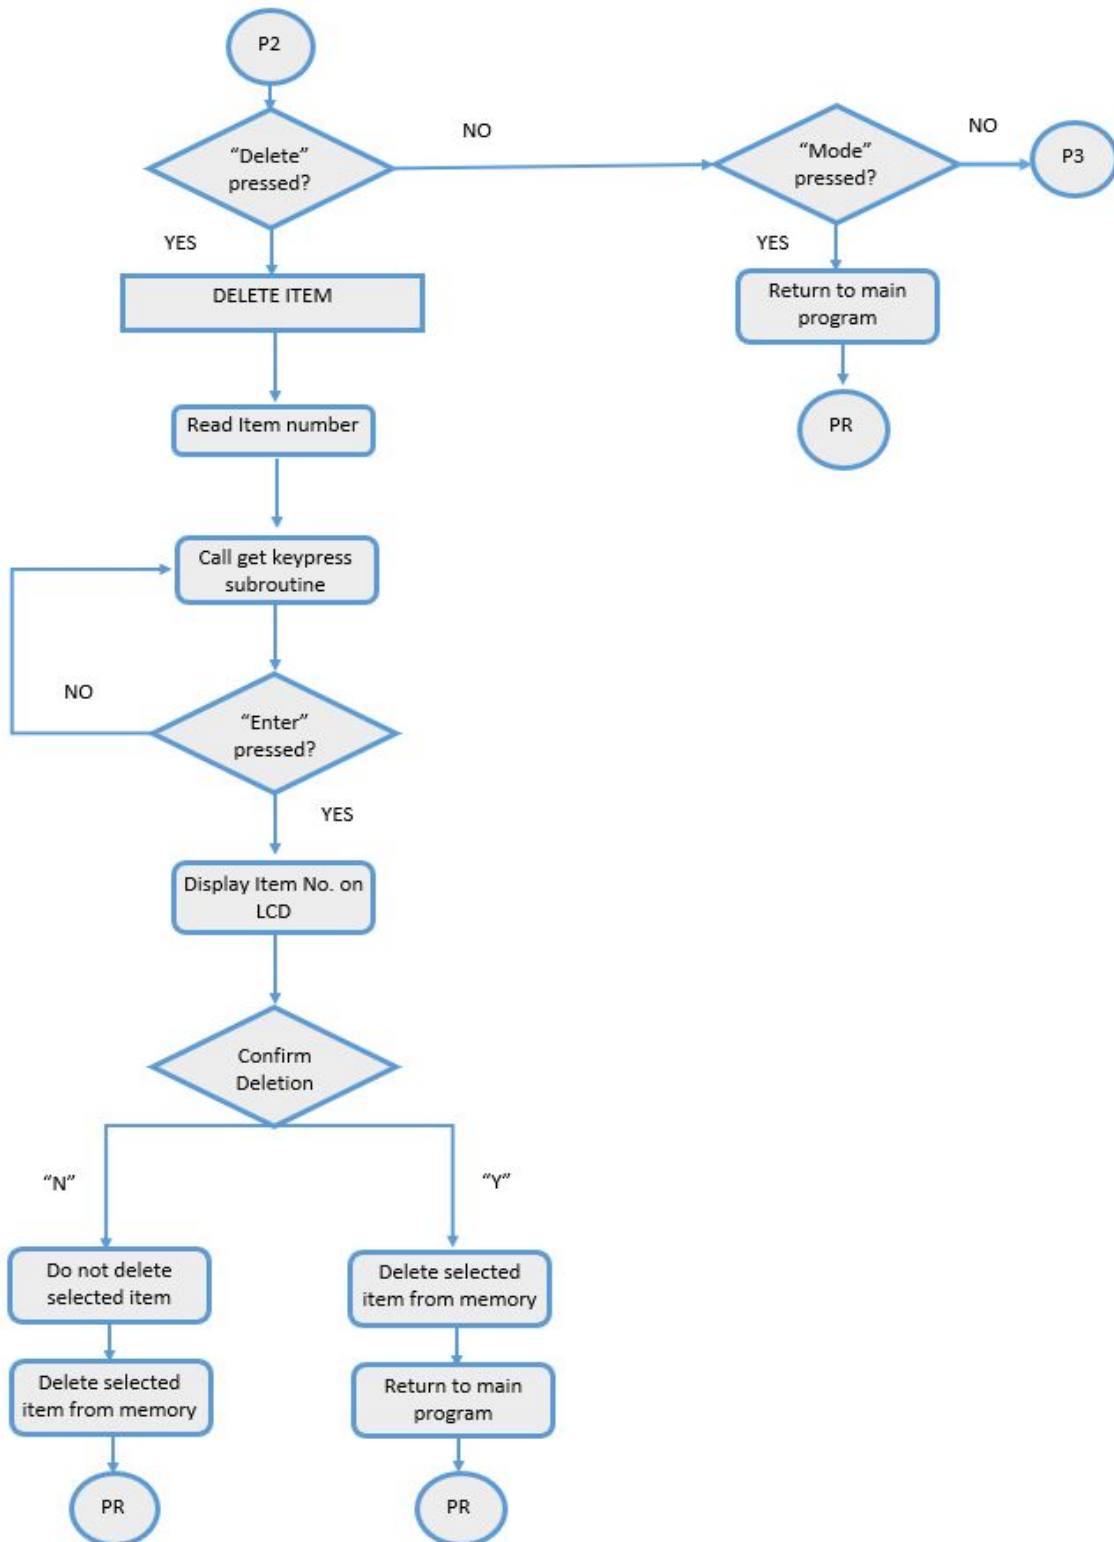 P2
“Delete”
pressed?
NO
“Mode”
pressed?
NO
P3
YES
DELETE ITEM
YES
Return to main
program
PR
Read Item number
Call get keypress
subroutine
NO
“Enter”
pressed?
YES
Display Item No. on
LCD
Confirm
Deletion
“N”
“Y”
Do not delete
selected item
Delete selected
item from memory
Delete selected
item from memory
Return to main
program
PR
PR